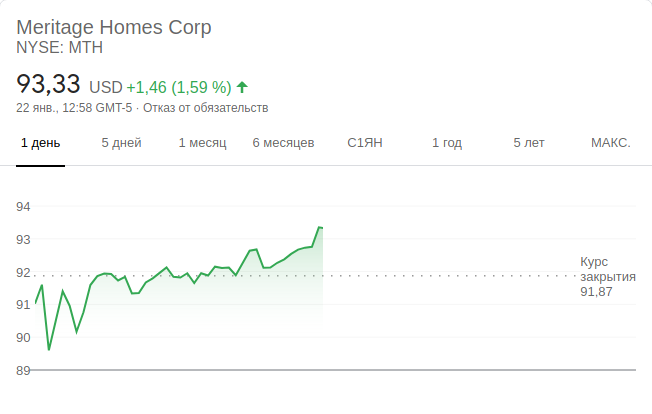 Meritage Homes Corp
NYSE: MTH
93,33 USD +1,46 (1,59 %)
22 янв., 12:58 GMT-5 · Отказ от обязательств
1 день 5 дней 1 месяц 6 месяцев С1ЯН 1 год 5 лет МАКС.
94
93
92
91
90
89
Курс
закрытия
91,87